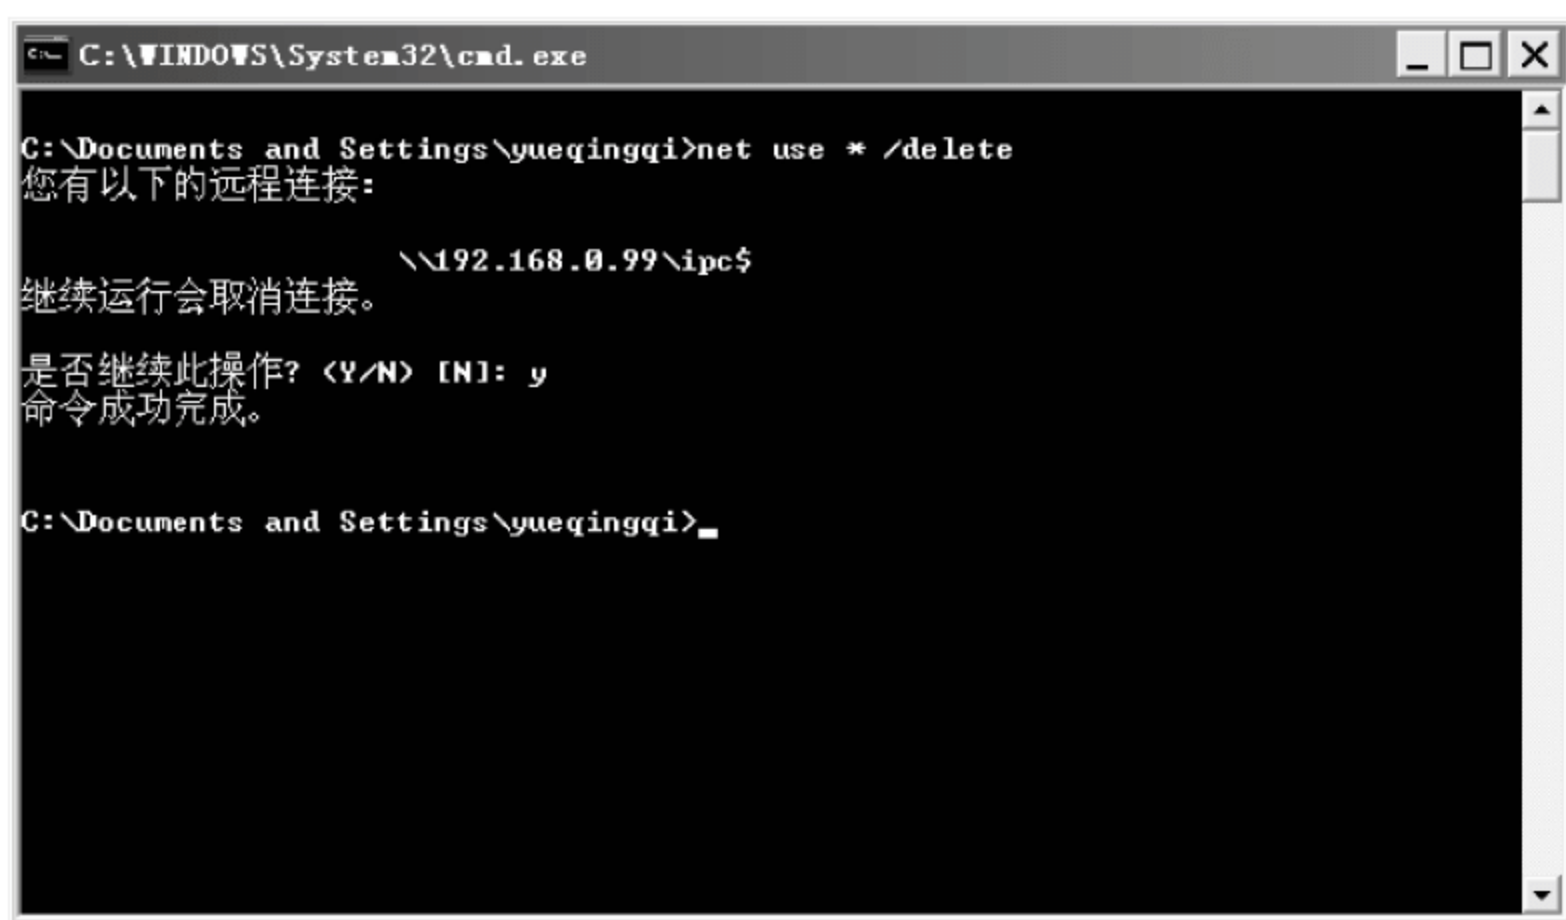 C:\WINDOWS\System32\cmd.exe
C:\Documents and Settings\yueqingqi>net use * /delete
您有以下的远程连接:
\\192.168.0.99\ipc$
继续运行会取消连接。
是否继续此操作? (Y/N) [N]: y
命令成功完成。
C:\Documents and Settings\yueqingqi>_